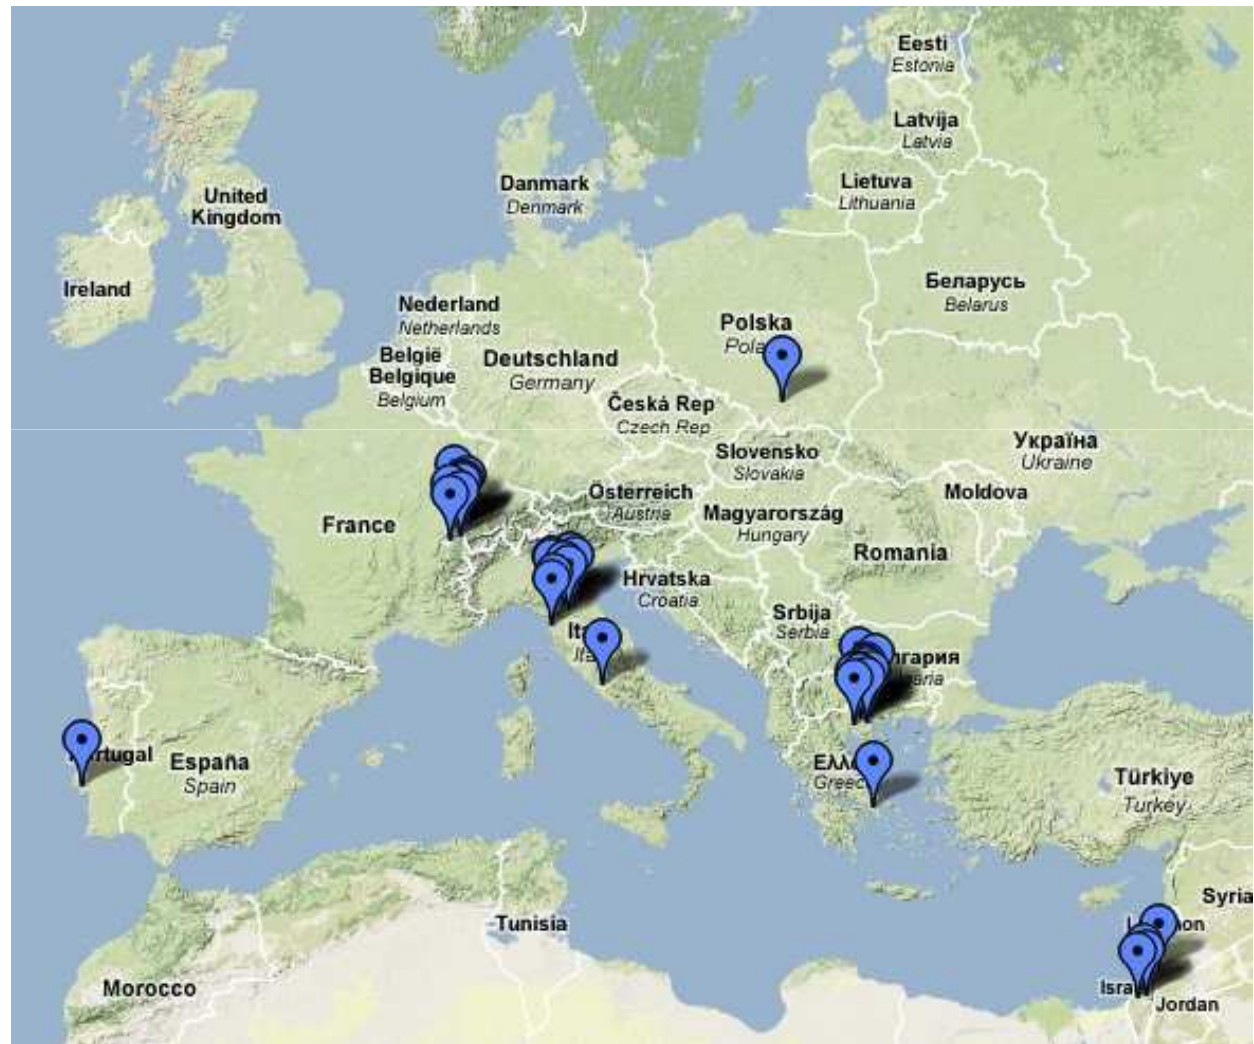 Eesti
Estonia
Latvija
Latvia
Lietuva
Lithuania
Danmark
Denmark
United
Kingdom
Ireland
Беларусь
Belarus
Nederland
Netherlands
Polska
België
Belgique
Belgium
Deutschland
Germany
Česká Rep
Czech Rep
Україна
Ukraine
Slovensko
Slovakia
Österreich
Austria
Moldova
Magyarország
Hungary
France
Romania
Hrvatska
Croatia
Srbija
Serbia
España
Spain
Türkiye
Turkey
Syria
Tunisia
Morocco
Jordan